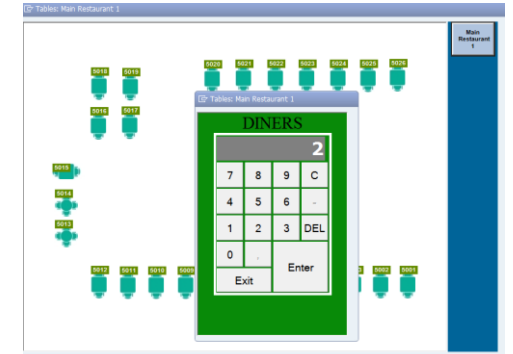 Tables: Main Restaurant 1
Main
Restaurant
1
5020 5021 5022 5023 5024 5025 5026
5018 5019
Tables: Main Restaurant 1
5016 5017
DINERS
2
7 8 9 C
5015
4 5 6 -
5014
1 2 3 DEL
5013
0 .
Enter
Exit
5012 5011 5010 5009
5002 5001